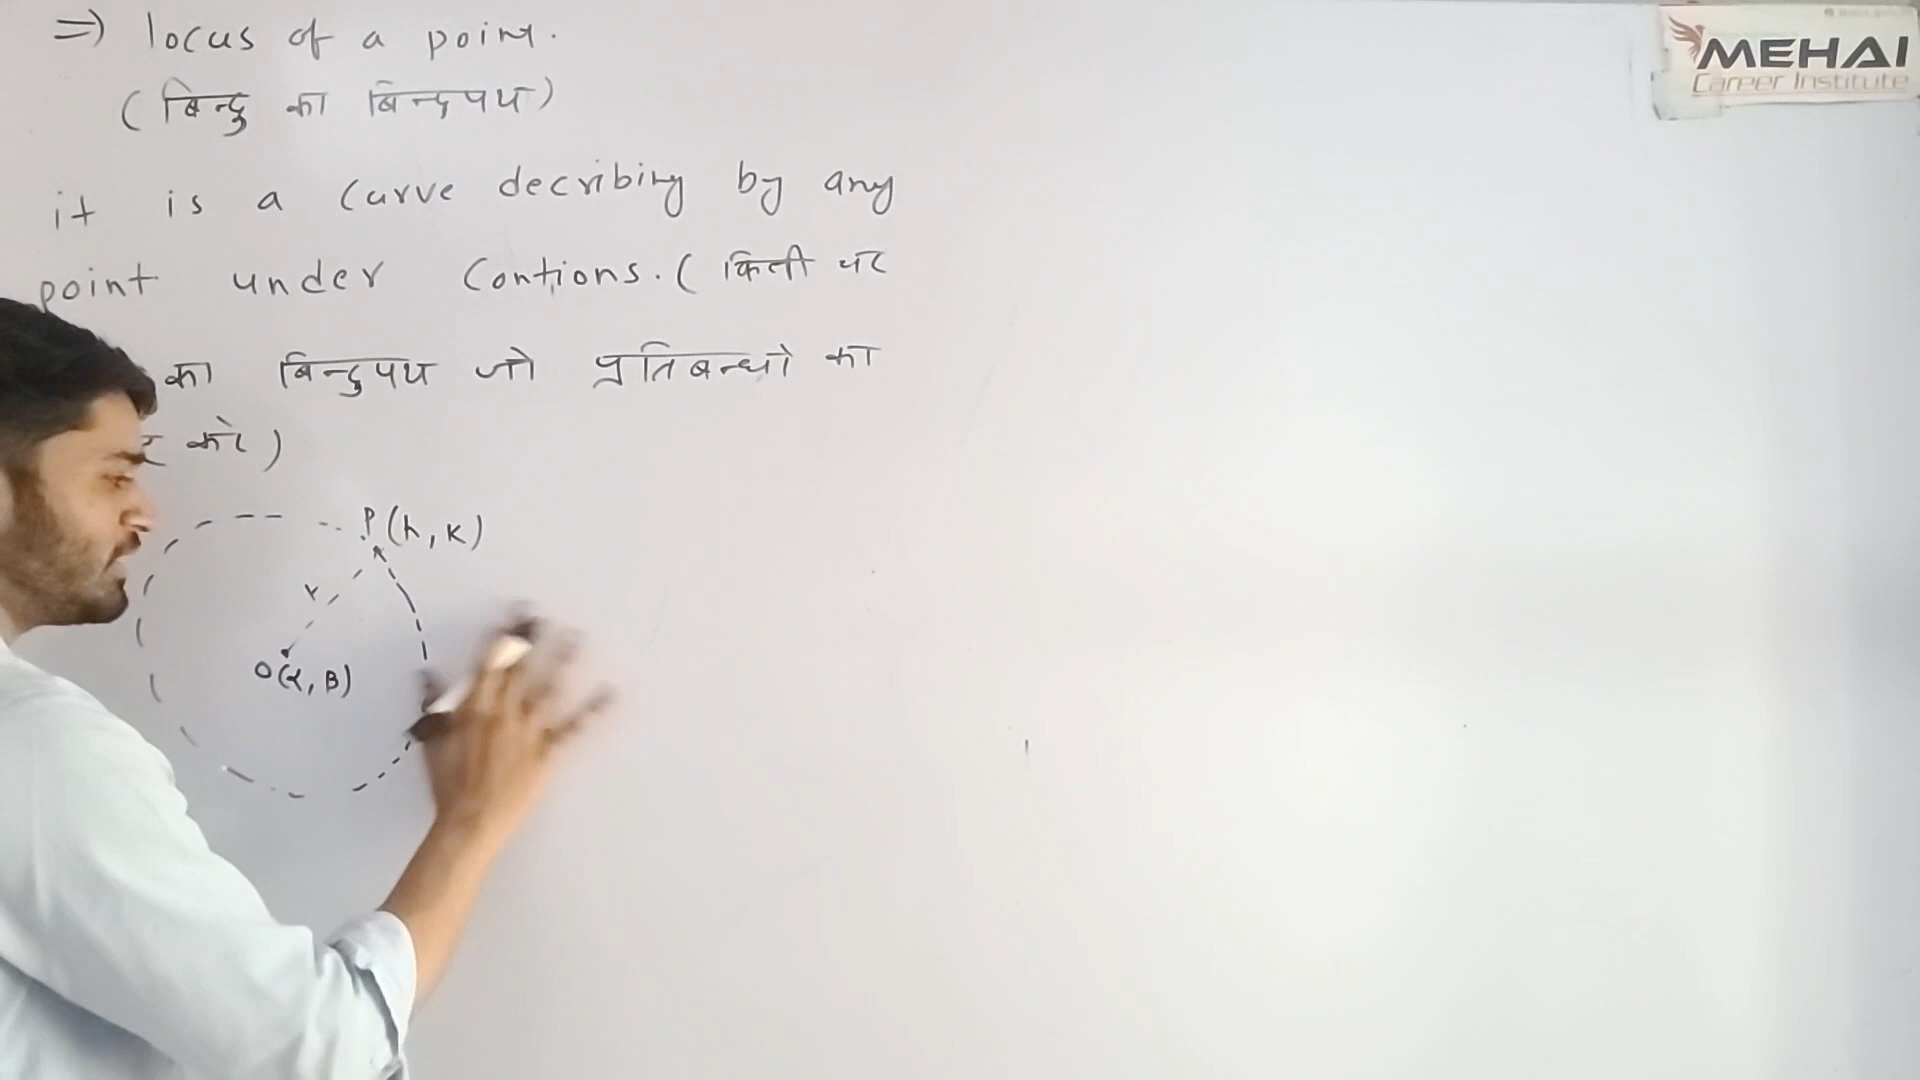 =) locus of a point.
(बिन्दु का बिन्दुपथ)
it is a curve decribing by any
point under Contions. ( किसी चर
का बिन्दुपथ जो प्रतिबन्धो का
करे )
P(h, K)
r
O(α, β)
MEHAI
Career Institute